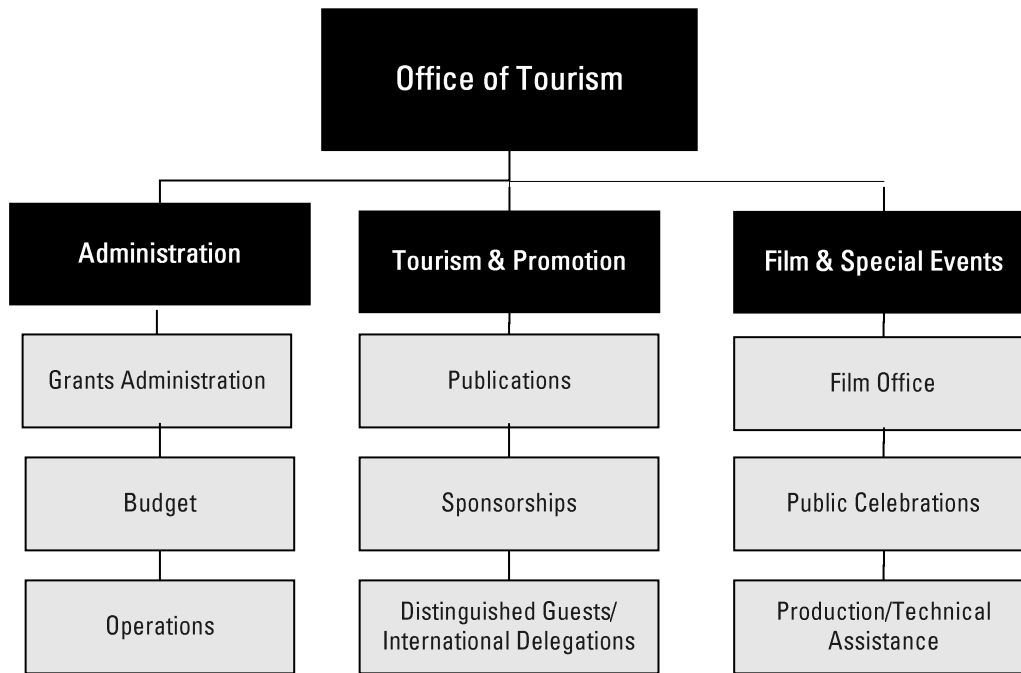 Office of Tourism
Administration
Tourism & Promotion
Film & Special Events
Grants Administration
Publications
Film Office
Budget
Sponsorships
Public Celebrations
Operations
Distinguished Guests/
International Delegations
Production/Technical
Assistance